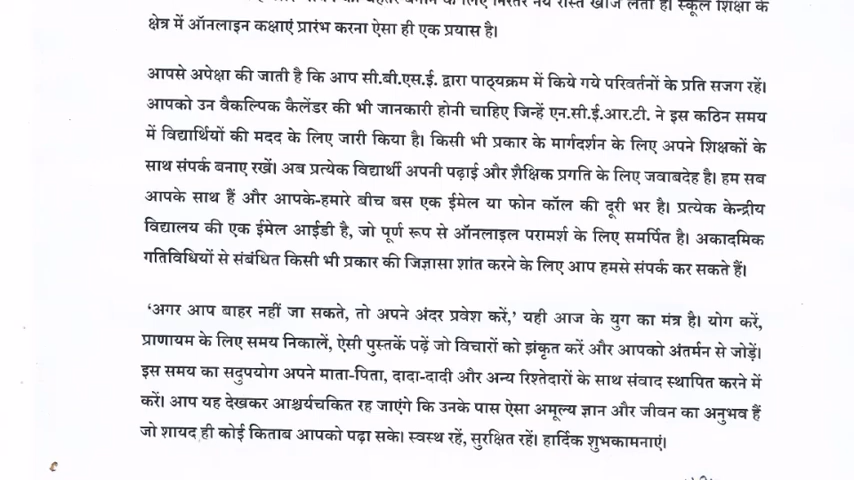 निरंतर नये रास्ते खोज लेता है। स्कूल शिक्षा के
क्षेत्र में ऑनलाइन कक्षाएं प्रारंभ करना ऐसा ही एक प्रयास है।
आपसे अपेक्षा की जाती है कि आप सी.बी.एस.ई. द्वारा पाठ्यक्रम में किये गये परिवर्तनों के प्रति सजग रहें।
आपको उन वैकल्पिक कैलेंडर की भी जानकारी होनी चाहिए जिन्हें एन.सी.ई.आर.टी. ने इस कठिन समय
में विद्यार्थियों की मदद के लिए जारी किया है। किसी भी प्रकार के मार्गदर्शन के लिए अपने शिक्षकों के
साथ संपर्क बनाए रखें। अब प्रत्येक विद्यार्थी अपनी पढ़ाई और शैक्षिक प्रगति के लिए जवाबदेह है। हम सब
आपके साथ हैं और आपके-हमारे बीच बस एक ईमेल या फोन कॉल की दूरी भर है। प्रत्येक केन्द्रीय
विद्यालय की एक ईमेल आईडी है, जो पूर्ण रूप से ऑनलाइल परामर्श के लिए समर्पित है। अकादमिक
गतिविधियों से संबंधित किसी भी प्रकार की जिज्ञासा शांत करने के लिए आप हमसे संपर्क कर सकते हैं।
'अगर आप बाहर नहीं जा सकते, तो अपने अंदर प्रवेश करें,' यही आज के युग का मंत्र है। योग करें,
प्राणायम के लिए समय निकालें, ऐसी पुस्तकें पढ़ें जो विचारों को झंकृत करें और आपको अंतर्मन से जोड़ें।
इस समय का सदुपयोग अपने माता-पिता, दादा-दादी और अन्य रिश्तेदारों के साथ संवाद स्थापित करने में
करें। आप यह देखकर आश्चर्यचकित रह जाएंगे कि उनके पास ऐसा अमूल्य ज्ञान और जीवन का अनुभव हैं
जो शायद ही कोई किताब आपको पढ़ा सके। स्वस्थ रहें, सुरक्षित रहें। हार्दिक शुभकामनाएं।